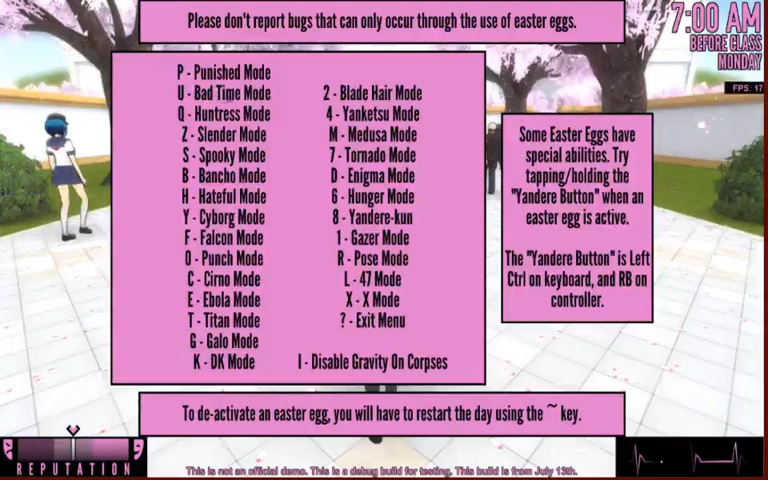 Please don't report bugs that can only occur through the use of easter eggs.
7:00 AM
BEFORE CLASS
MONDAY
FPS: 17
P - Punished Mode
U - Bad Time Mode
Q - Huntress Mode
Z - Slender Mode
S - Spooky Mode
B - Bancho Mode
H - Hateful Mode
Y - Cyborg Mode
F - Falcon Mode
O - Punch Mode
C - Cirno Mode
E - Ebola Mode
T - Titan Mode
G - Galo Mode
K - DK Mode
2 - Blade Hair Mode
4 - Yanketsu Mode
M - Medusa Mode
7 - Tornado Mode
D - Enigma Mode
6 - Hunger Mode
8 - Yandere-kun
1 - Gazer Mode
R - Pose Mode
L - 47 Mode
X - X Mode
? - Exit Menu
I - Disable Gravity On Corpses
Some Easter Eggs have
special abilities. Try
tapping/holding the
"Yandere Button" when an
easter egg is active.
The "Yandere Button" is Left
Ctrl on keyboard, and RB on
controller.
To de-activate an easter egg, you will have to restart the day using the ~ key.
REPUTATION
This is not an official demo. This is a debug build for testing. This build is from July 13th.